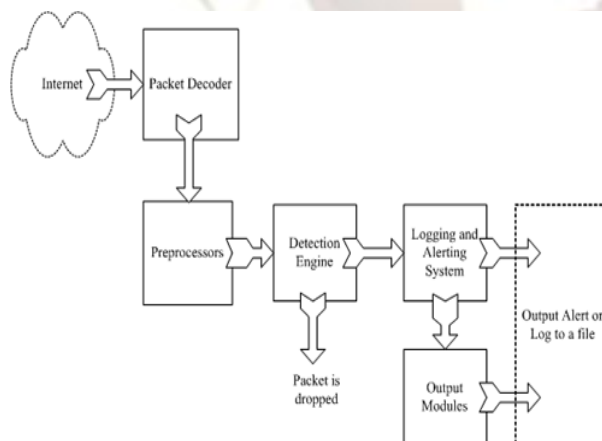 Internet
Packet Decoder
Preprocessors
Detection
Engine
Logging and
Alerting
System
Packet is
dropped
Output
Modules
Output Alert or
Log to a file